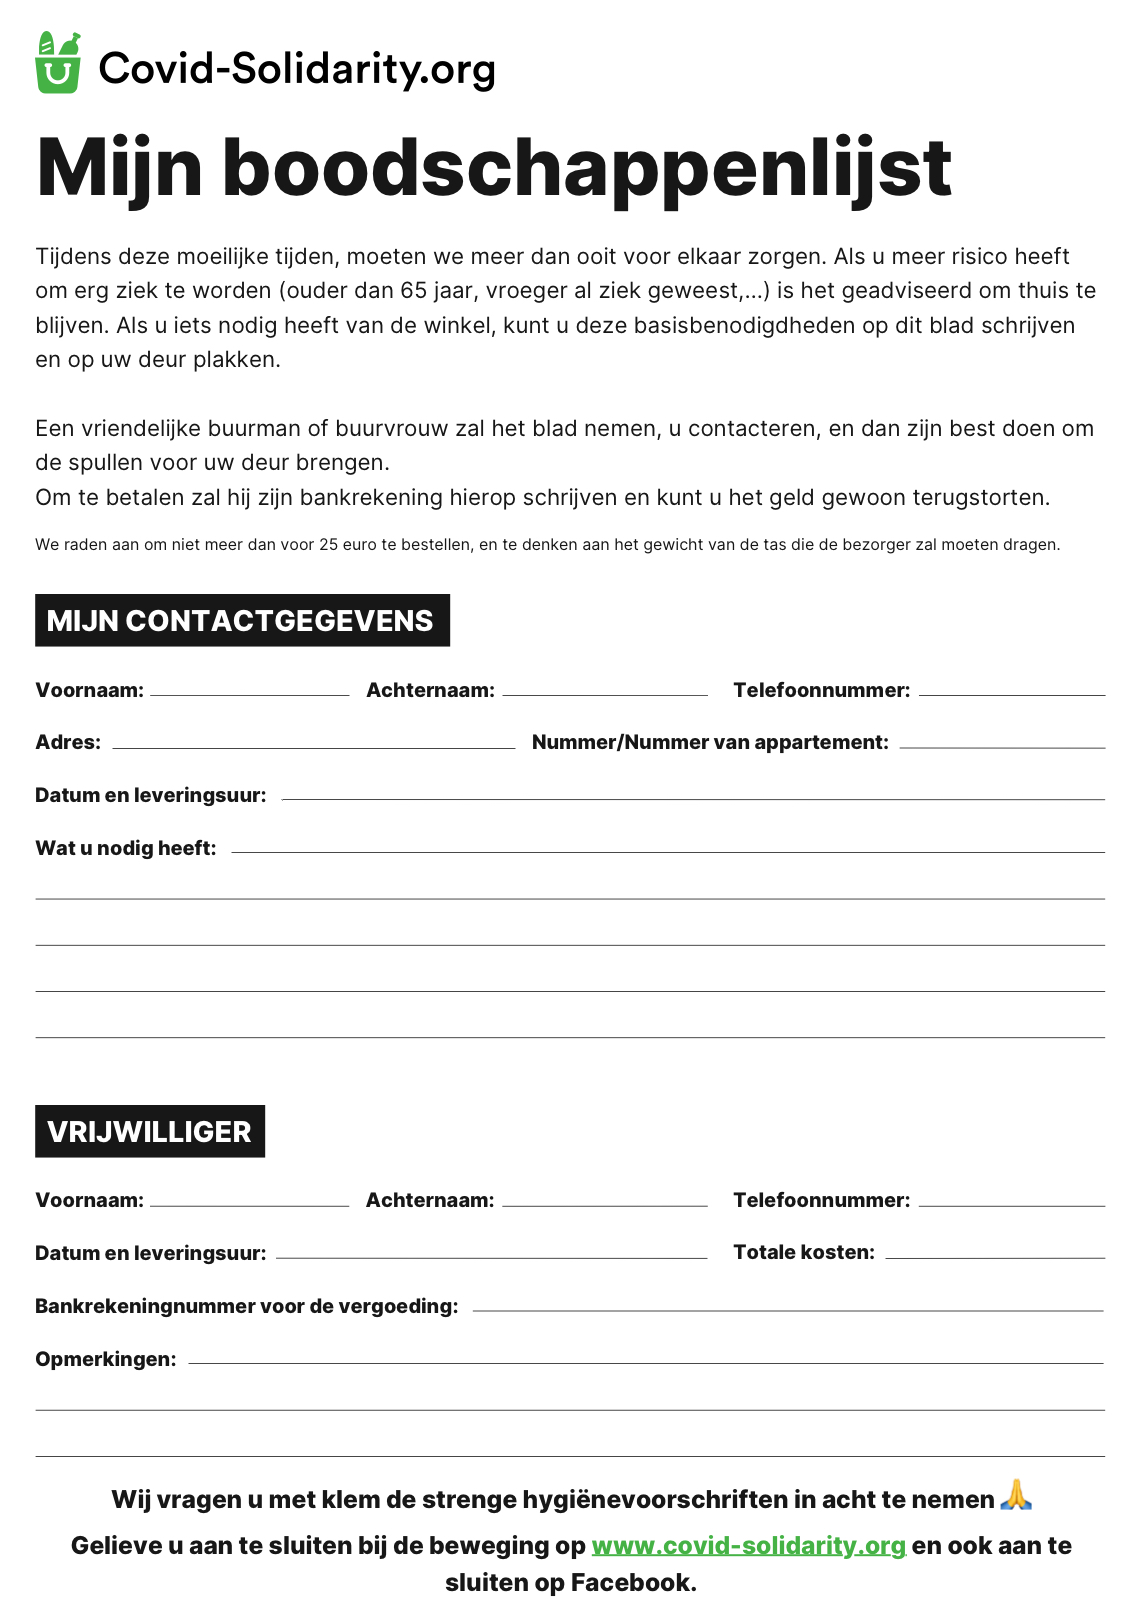 Covid-Solidarity.org
Mijn boodschappenlijst
Tijdens deze moeilijke tijden, moeten we meer dan ooit voor elkaar zorgen. Als u meer risico heeft
om erg ziek te worden (ouder dan 65 jaar, vroeger al ziek geweest,...) is het geadviseerd om thuis te
blijven. Als u iets nodig heeft van de winkel, kunt u deze basisbenodigdheden op dit blad schrijven
en op uw deur plakken.
Een vriendelijke buurman of buurvrouw zal het blad nemen, u contacteren, en dan zijn best doen om
de spullen voor uw deur brengen.
Om te betalen zal hij zijn bankrekening hierop schrijven en kunt u het geld gewoon terugstorten.
We raden aan om niet meer dan voor 25 euro te bestellen, en te denken aan het gewicht van de tas die de bezorger zal moeten dragen.
MIJN CONTACTGEGEVENS
Voornaam: Achternaam: Telefoonnummer:
Adres: Nummer/Nummer van appartement:
Datum en leveringsuur:
Wat u nodig heeft:
VRIJWILLIGER
Voornaam: Achternaam: Telefoonnummer:
Datum en leveringsuur: Totale kosten:
Bankrekeningnummer voor de vergoeding:
Opmerkingen:
Wij vragen u met klem de strenge hygiënevoorschriften in acht te nemen 🙏
Gelieve u aan te sluiten bij de beweging op www.covid-solidarity.org en ook aan te
sluiten op Facebook.